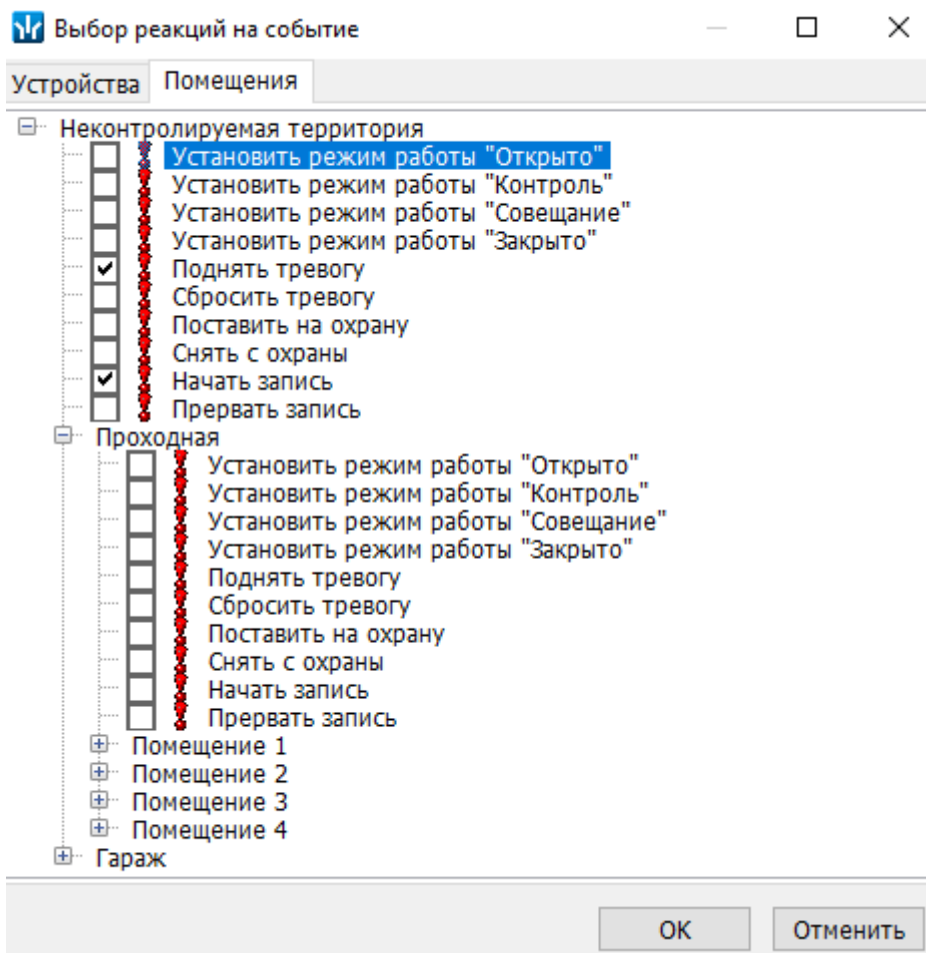 Выбор реакций на событие
Устройства Помещения
Неконтролируемая территория
Установить режим работы "Открыто"
Установить режим работы "Контроль"
Установить режим работы "Совещание"
Установить режим работы "Закрыто"
Поднять тревогу
Сбросить тревогу
Поставить на охрану
Снять с охраны
Начать запись
Прервать запись
Проходная
Установить режим работы "Открыто"
Установить режим работы "Контроль"
Установить режим работы "Совещание"
Установить режим работы "Закрыто"
Поднять тревогу
Сбросить тревогу
Поставить на охрану
Снять с охраны
Начать запись
Прервать запись
Помещение 1
Помещение 2
Помещение 3
Помещение 4
Гараж
ОК Отменить